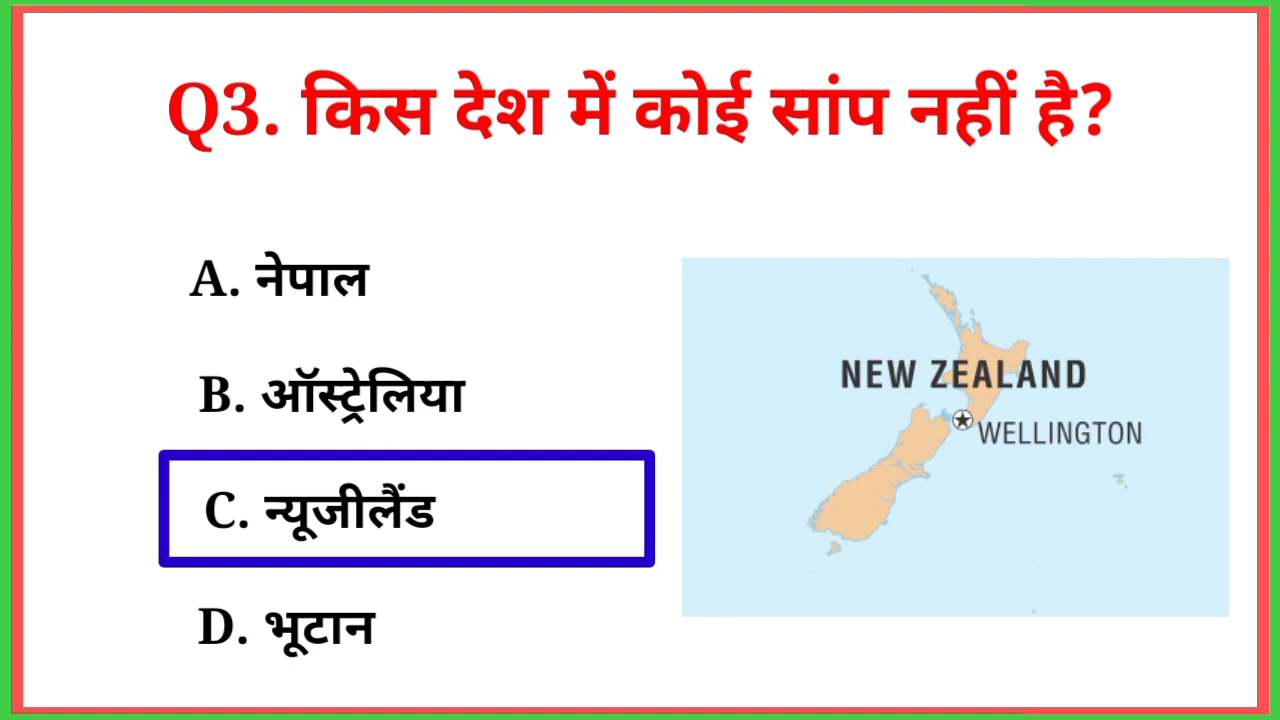 Q3. किस देश में कोई सांप नहीं है?
A. नेपाल
B. ऑस्ट्रेलिया
C. न्यूजीलैंड
D. भूटान
NEW ZEALAND
WELLINGTON